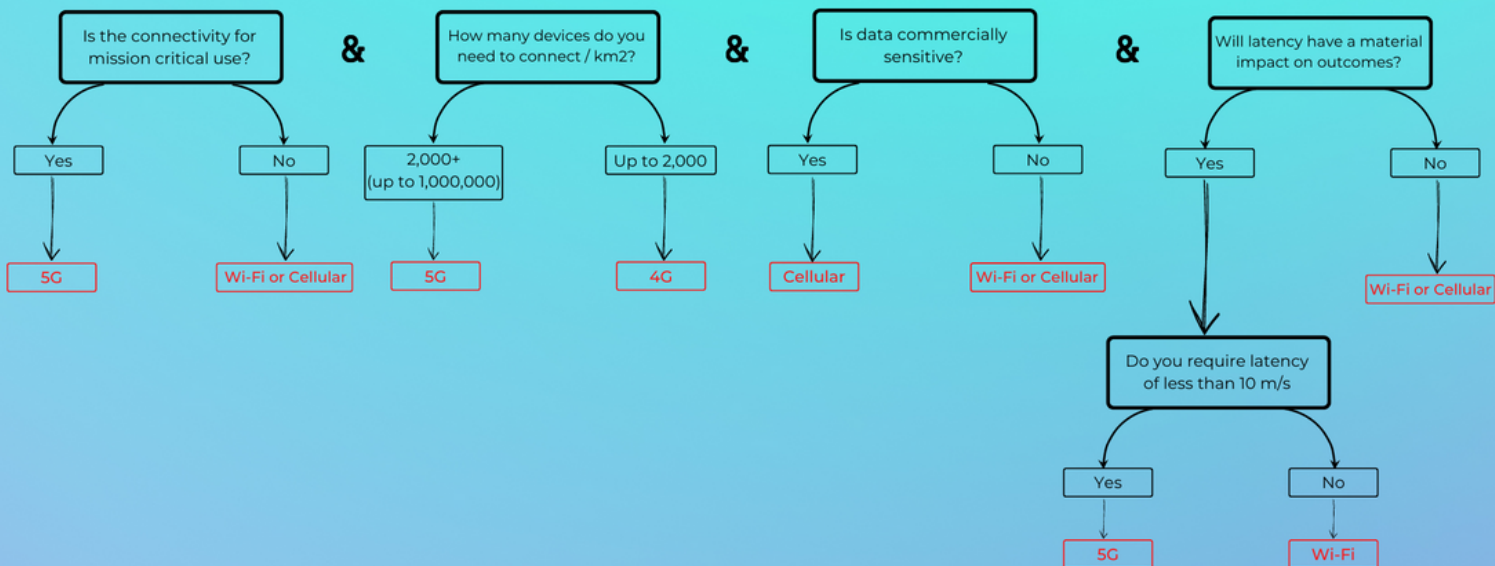 Is the connectivity for
mission critical use?
&
How many devices do you
need to connect / km2?
&
Is data commercially
sensitive?
&
Will latency have a material
impact on outcomes?
Yes
No
2,000+
(up to 1,000,000)
Up to 2,000
Yes
No
Yes
No
5G
Wi-Fi or Cellular
5G
4G
Cellular
Wi-Fi or Cellular
Wi-Fi or Cellular
Do you require latency
of less than 10 m/s
Yes
No
5G
Wi-Fi